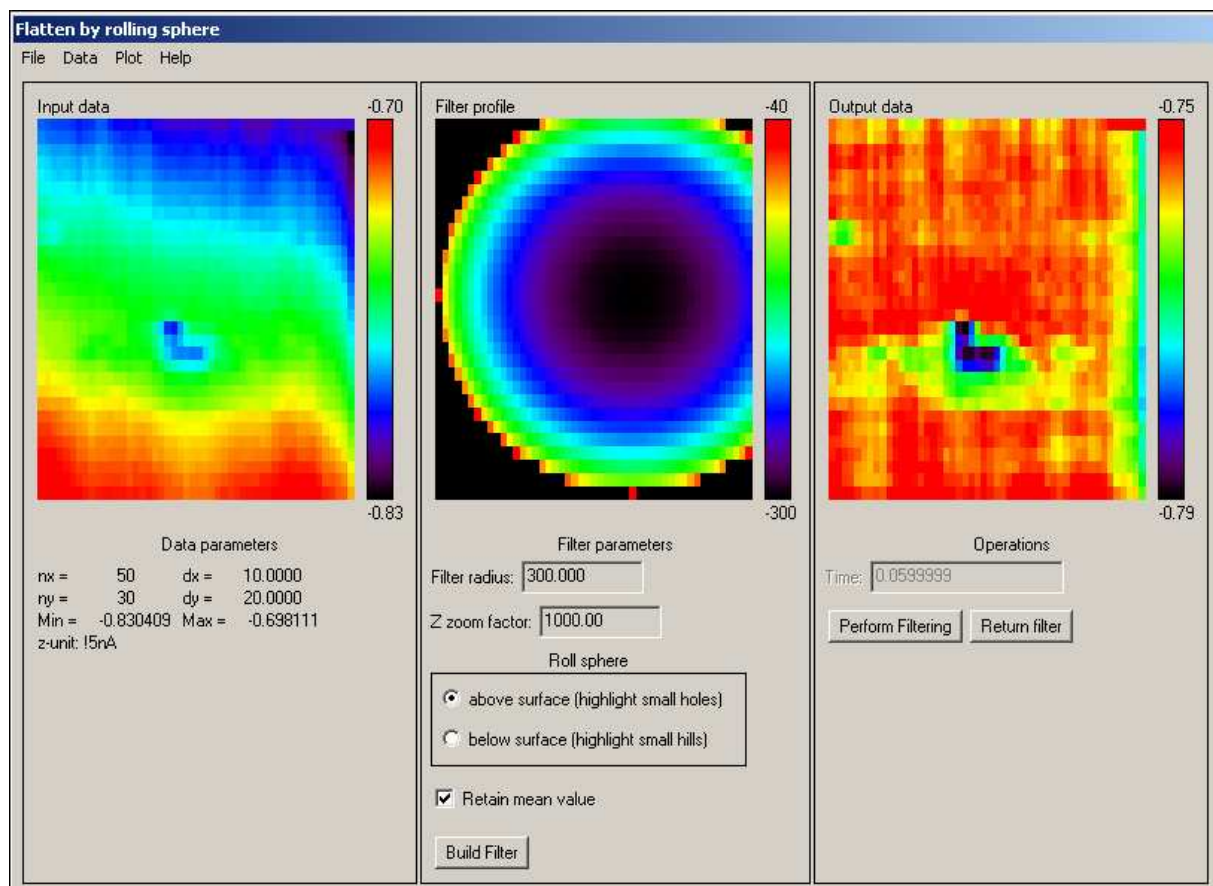 Flatten by rolling sphere
File Data Plot Help
Input data -0.70
-0.83
Data parameters
nx = 50 dx = 10.0000
ny = 30 dy = 20.0000
Min = -0.830409 Max = -0.698111
z-unit: !5nA
Filter profile -40
-300
Filter parameters
Filter radius: 300.000
Z zoom factor: 1000.00
Roll sphere
above surface (highlight small holes)
below surface (highlight small hills)
Retain mean value
Build Filter
Output data -0.75
-0.79
Operations
Time: 0.0599999
Perform Filtering Return filter